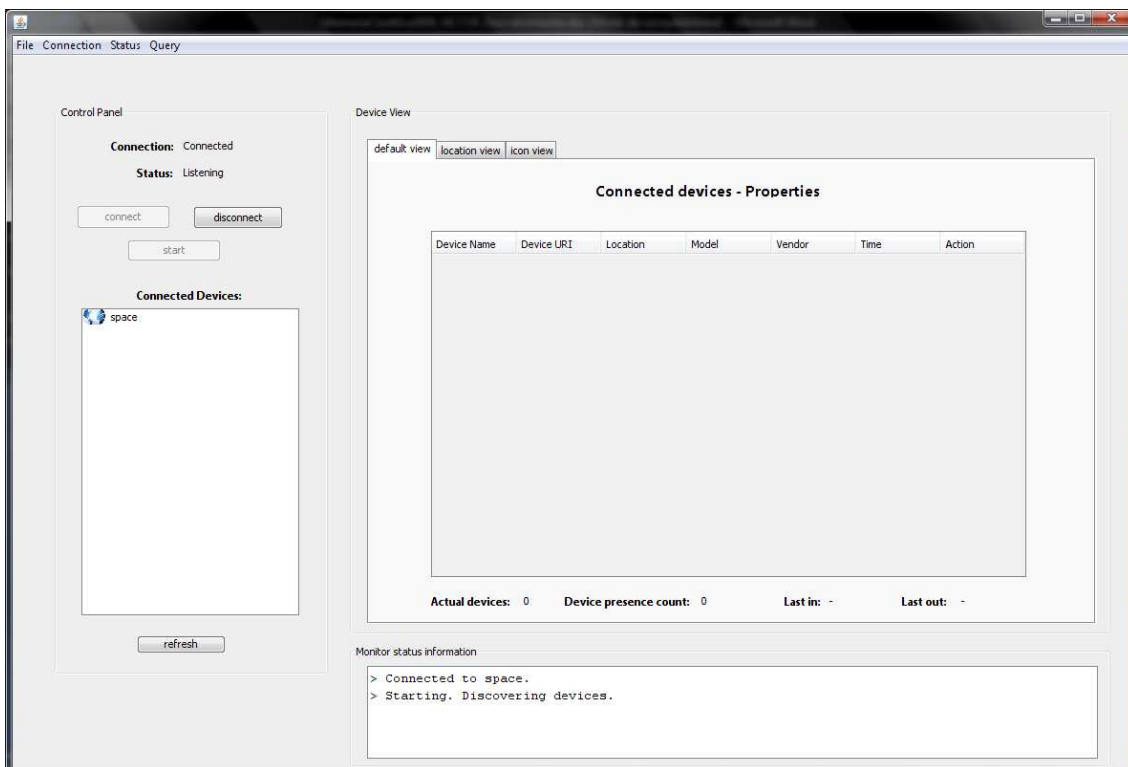 File Connection Status Query
Control Panel
Connection: Connected
Status: Listening
connect disconnect
start
Connected Devices:
space
refresh
Device View
default view location view icon view
Connected devices - Properties
Device Name Device URI Location Model Vendor Time Action
Actual devices: 0 Device presence count: 0 Last in: - Last out: -
Monitor status information
> Connected to space.
> Starting. Discovering devices.